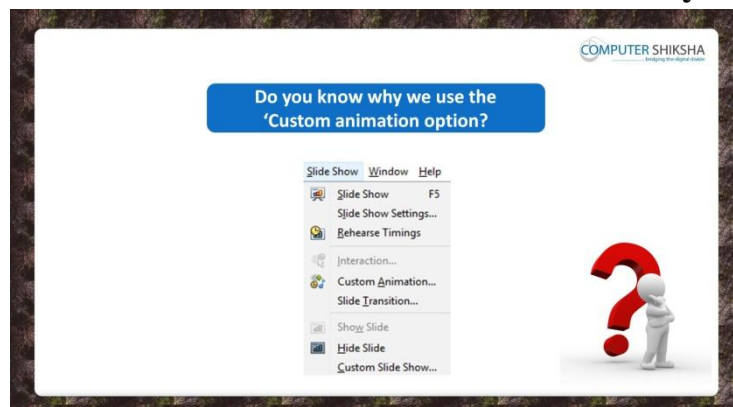 COMPUTER SHIKSHA
bridging the digital divide
Do you know why we use the
‘Custom animation option?
Slide Show Window Help
Slide Show F5
Slide Show Settings...
Rehearse Timings
Interaction...
Custom Animation...
Slide Transition...
Show Slide
Hide Slide
Custom Slide Show...
?